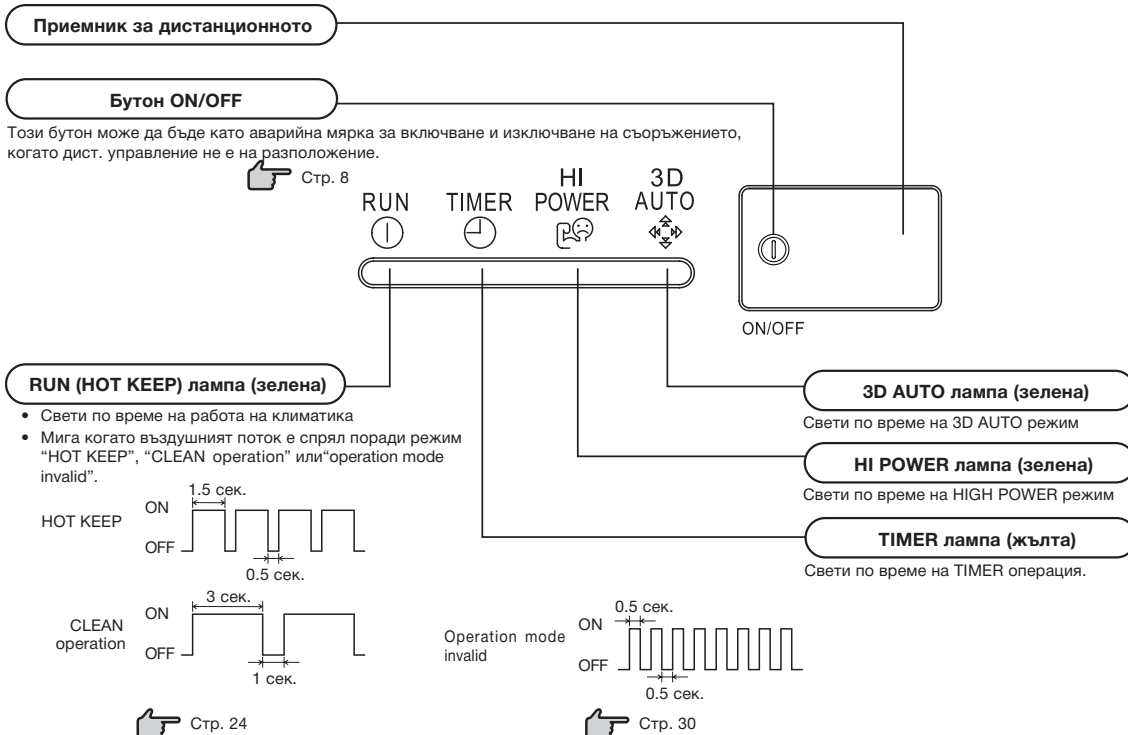 Приемник за дистанционното
Бутон ON/OFF
Този бутон може да бъде като аварийна мярка за включване и изключване на съоръжението,
когато дист. управление не е на разположение.
Стр. 8
RUN
TIMER
HI
POWER
3D
AUTO
ON/OFF
RUN (HOT KEEP) лампа (зелена)
• Свети по време на работа на климатика
• Мига когато въздушният поток е спрял поради режим
“HOT KEEP”, “CLEAN operation” или“operation mode
invalid”.
3D AUTO лампа (зелена)
Свети по време на 3D AUTO режим
HI POWER лампа (зелена)
Свети по време на HIGH POWER режим
TIMER лампа (жълта)
Свети по време на TIMER операция.
HOT KEEP
ON
OFF
1.5 сек.
0.5 сек.
CLEAN
operation
ON
OFF
3 сек.
1 сек.
Operation mode
invalid
ON
OFF
0.5 сек.
0.5 сек.
Стр. 24
Стр. 30